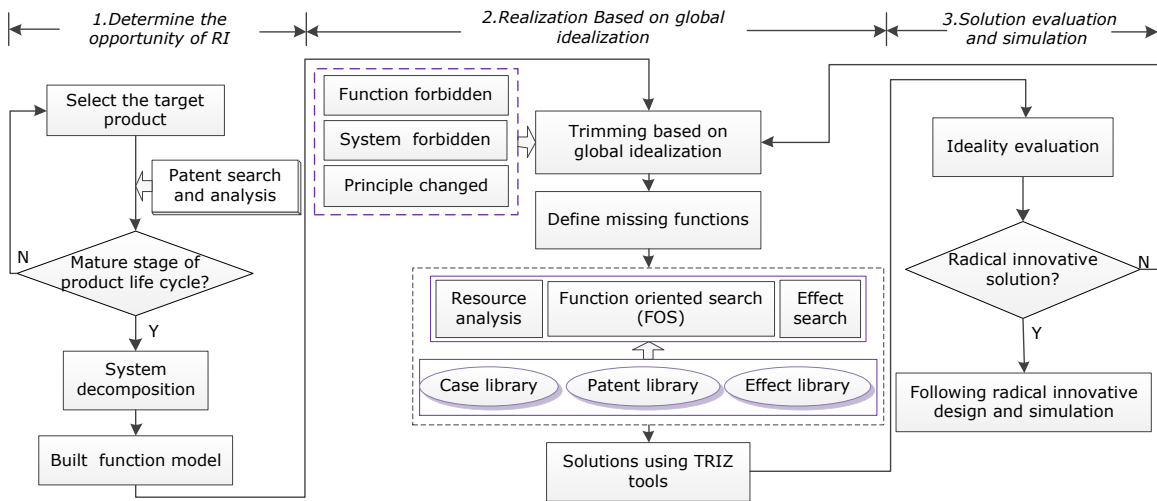 1.Determine the
opportunity of RI
2.Realization Based on global
idealization
3.Solution evaluation
and simulation
Select the target
product
Patent search
and analysis
N
Mature stage of
product life cycle?
Y
System
decomposition
Built function model
Function forbidden
System forbidden
Principle changed
Trimming based on
global idealization
Define missing functions
Resource
analysis
Function oriented search
(FOS)
Effect
search
Case library
Patent library
Effect library
Solutions using TRIZ
tools
Ideality evaluation
Radical innovative
solution?
N
Y
Following radical innovative
design and simulation